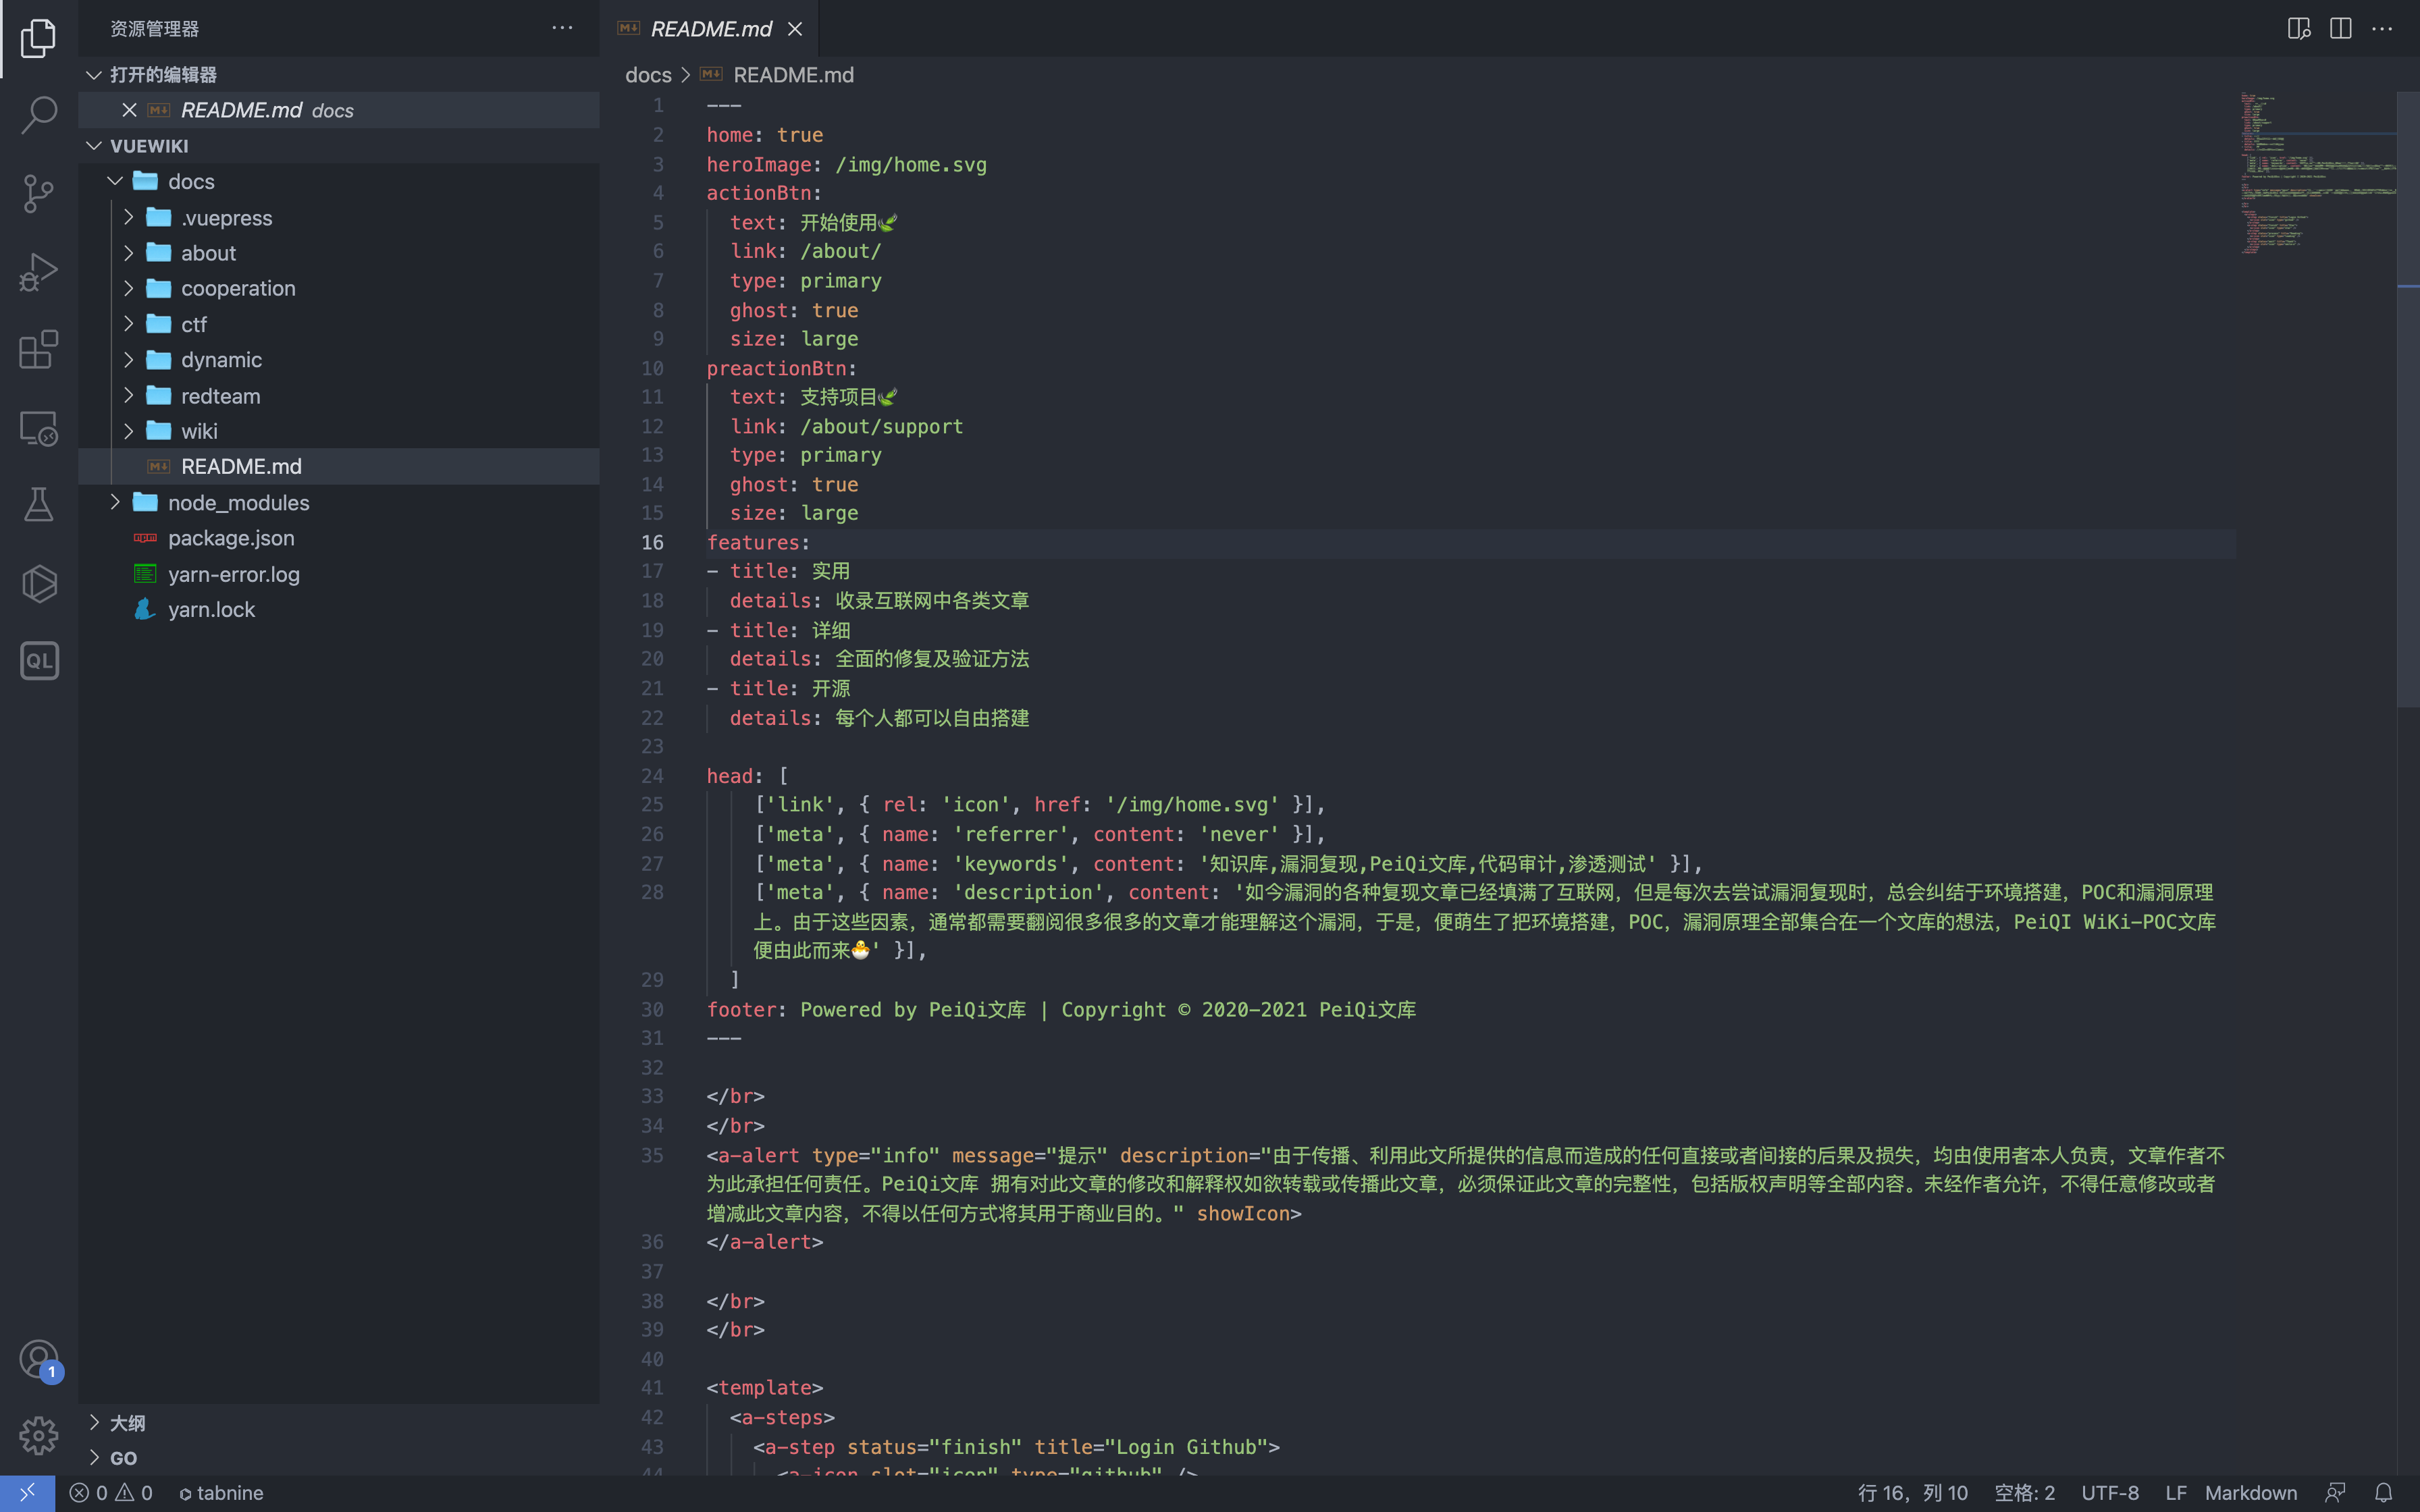 资源管理器
README.md
打开的编辑器
README.md docs
VUEWIKI
docs
.vuepress
about
cooperation
ctf
dynamic
redteam
wiki
README.md
node_modules
package.json
yarn-error.log
yarn.lock
大纲
GO
docs > README.md
1 ---
2 home: true
3 heroImage: /img/home.svg
4 actionBtn:
5 text: 开始使用🌿
6 link: /about/
7 type: primary
8 ghost: true
9 size: large
10 preactionBtn:
11 text: 支持项目🌿
12 link: /about/support
13 type: primary
14 ghost: true
15 size: large
16 features:
17 - title: 实用
18 details: 收录互联网中各类文章
19 - title: 详细
20 details: 全面的修复及验证方法
21 - title: 开源
22 details: 每个人都可以自由搭建
23
24 head: [
25 ['link', { rel: 'icon', href: '/img/home.svg' }],
26 ['meta', { name: 'referrer', content: 'never' }],
27 ['meta', { name: 'keywords', content: '知识库,漏洞复现,PeiQi文库,代码审计,渗透测试' }],
28 ['meta', { name: 'description', content: '如今漏洞的各种复现文章已经填满了互联网，但是每次去尝试漏洞复现时，总会纠结于环境搭建，POC和漏洞原理
上。由于这些因素，通常都需要翻阅很多很多的文章才能理解这个漏洞，于是，便萌生了把环境搭建，POC，漏洞原理全部集合在一个文库的想法，PeiQI WiKi-POC文库
便由此而来🐣' }],
29 ]
30 footer: Powered by PeiQi文库 | Copyright © 2020-2021 PeiQi文库
31 ---
32
33 </br>
34 </br>
35 <a-alert type="info" message="提示" description="由于传播、利用此文所提供的信息而造成的任何直接或者间接的后果及损失，均由使用者本人负责，文章作者不
为此承担任何责任。PeiQi文库 拥有对此文章的修改和解释权如欲转载或传播此文章，必须保证此文章的完整性，包括版权声明等全部内容。未经作者允许，不得任意修改或者
增减此文章内容，不得以任何方式将其用于商业目的。" showIcon>
36 </a-alert>
37
38 </br>
39 </br>
40
41 <template>
42 <a-steps>
43 <a-step status="finish" title="Login Github">
44 <a-icon slot="icon" type="github" />
QL
1
0 0 tabnine
行 16，列 10 空格: 2 UTF-8 LF Markdown